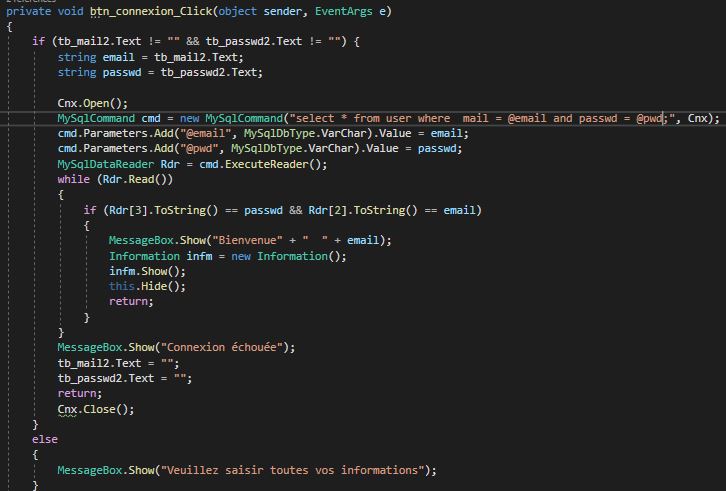 2 references
private void btn_connexion_Click(object sender, EventArgs e)
{
if (tb_mail2.Text != "" && tb_passwd2.Text != "") {
string email = tb_mail2.Text;
string passwd = tb_passwd2.Text;
Cnx.Open();
MySqlCommand cmd = new MySqlCommand("select * from user where  mail = @email and passwd = @pwd;", Cnx);
cmd.Parameters.Add("@email", MySqlDbType.VarChar).Value = email;
cmd.Parameters.Add("@pwd", MySqlDbType.VarChar).Value = passwd;
MySqlDataReader Rdr = cmd.ExecuteReader();
while (Rdr.Read())
{
if (Rdr[3].ToString() == passwd && Rdr[2].ToString() == email)
{
MessageBox.Show("Bienvenue" + "  " + email);
Information infm = new Information();
infm.Show();
this.Hide();
return;
}
}
MessageBox.Show("Connexion échouée");
tb_mail2.Text = "";
tb_passwd2.Text = "";
return;
Cnx.Close();
}
else
{
MessageBox.Show("Veuillez saisir toutes vos informations");
}